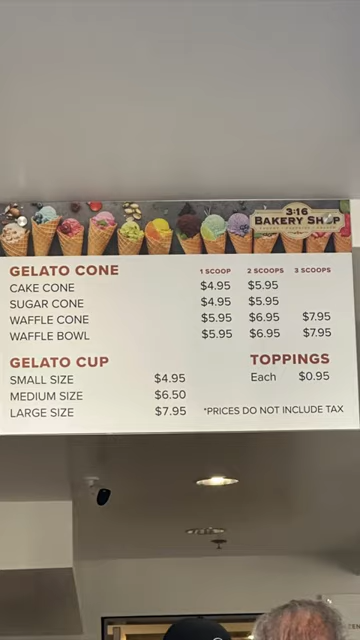 3:16
BAKERY SHOP
GELATO CONE 1 SCOOP 2 SCOOPS 3 SCOOPS
CAKE CONE $4.95 $5.95
SUGAR CONE $4.95 $5.95
WAFFLE CONE $5.95 $6.95 $7.95
WAFFLE BOWL $5.95 $6.95 $7.95
GELATO CUP
SMALL SIZE $4.95
MEDIUM SIZE $6.50
LARGE SIZE $7.95
TOPPINGS
Each $0.95
*PRICES DO NOT INCLUDE TAX